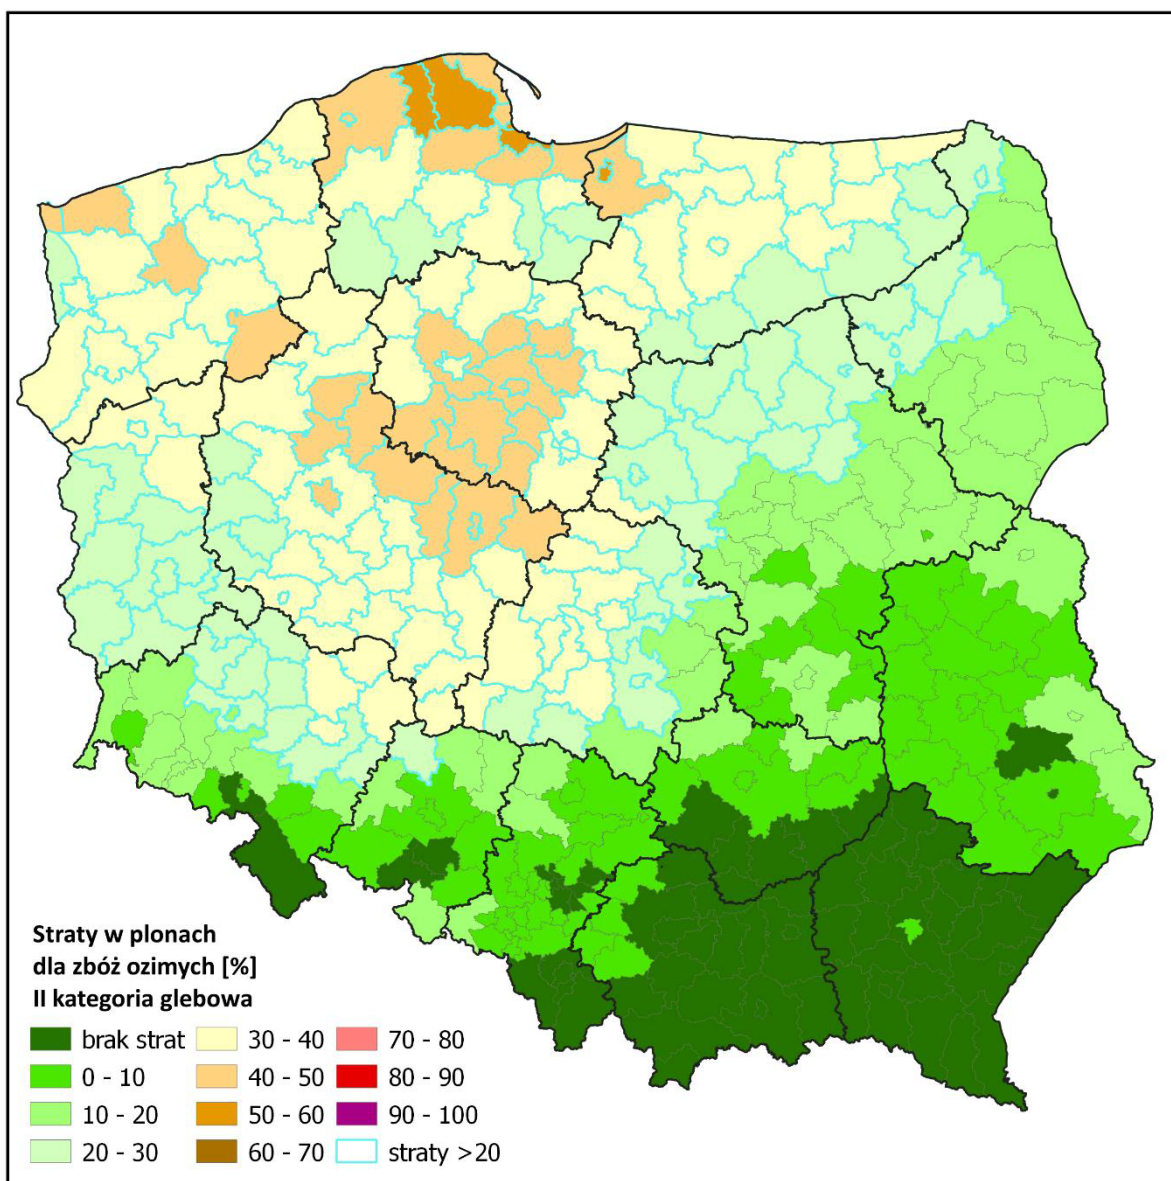 Straty w plonach
dla zbóż ozimych [%]
II kategoria glebowa
brak strat
0 - 10
10 - 20
20 - 30
30 - 40
40 - 50
50 - 60
60 - 70
70 - 80
80 - 90
90 - 100
straty >20